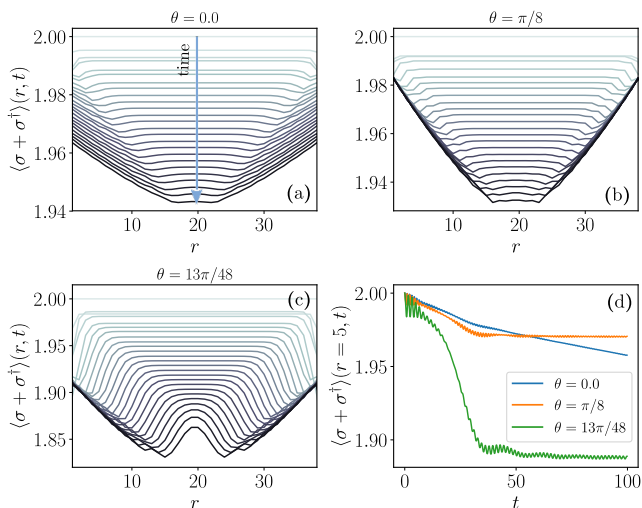 θ = 0.0
⟨σ + σ†⟩(r, t)
2.00
1.98
1.96
1.94
time
(a)
10 20 30
r
θ = π/8
2.00
1.98
1.96
1.94
(b)
10 20 30
r
θ = 13π/48
⟨σ + σ†⟩(r, t)
2.00
1.95
1.90
1.85
(c)
10 20 30
r
⟨σ + σ†⟩(r = 5, t)
2.00
1.95
1.90
(d)
θ = 0.0
θ = π/8
θ = 13π/48
0 50 100
t